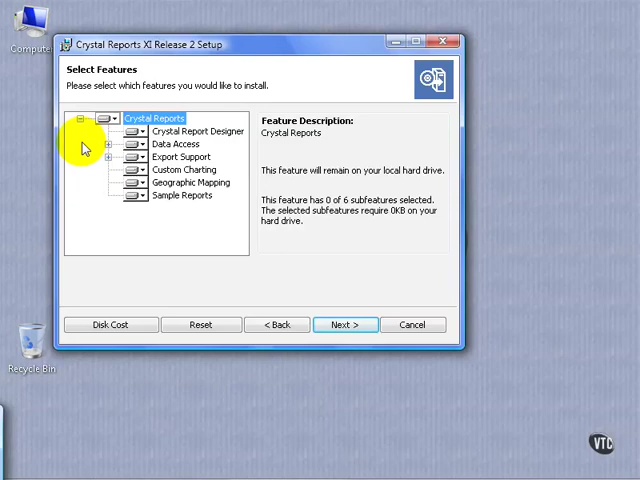 Computer
Crystal Reports XI Release 2 Setup
Select Features
Please select which features you would like to install.
Crystal Reports
Crystal Report Designer
Data Access
Export Support
Custom Charting
Geographic Mapping
Sample Reports
Feature Description:
Crystal Reports
This feature will remain on your local hard drive.
This feature has 0 of 6 subfeatures selected.
The selected subfeatures require 0KB on your
hard drive.
Disk Cost
Reset
< Back
Next >
Cancel
Recycle Bin
VTC